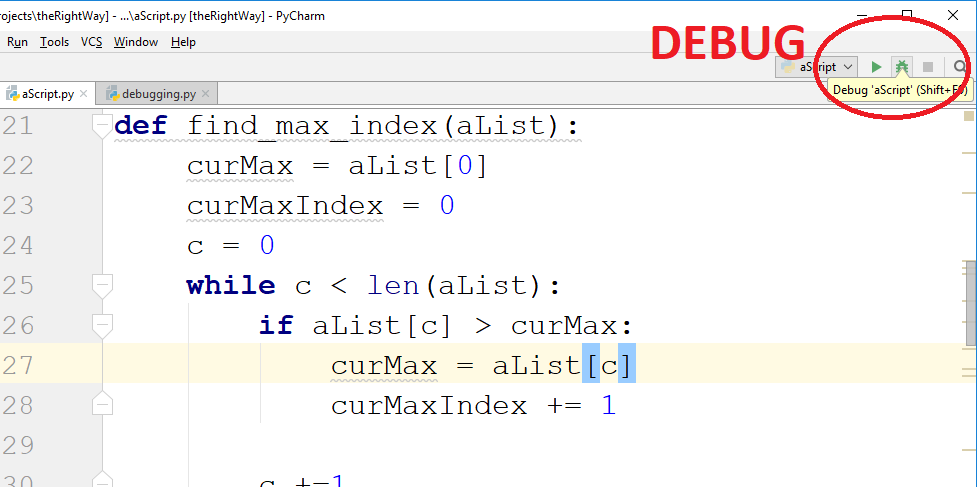 rojects\theRightWay] - ...\aScript.py [theRightWay] - PyCharm
Run Tools VCS Window Help
DEBUG
aScript
Debug 'aScript' (Shift+F9)
aScript.py debugging.py
21 def find_max_index(aList):
22 curMax = aList[0]
23 curMaxIndex = 0
24 c = 0
25 while c < len(aList):
26 if aList[c] > curMax:
27 curMax = aList[c]
28 curMaxIndex += 1
29
30 c +=1